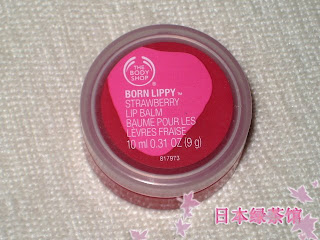 THE
BODY
SHOP
BORN LIPPY™
STRAWBERRY
LIP BALM
BAUME POUR LES
LÈVRES FRAISE
10 ml 0.31 OZ (9 g)
817973
日本绿茶馆